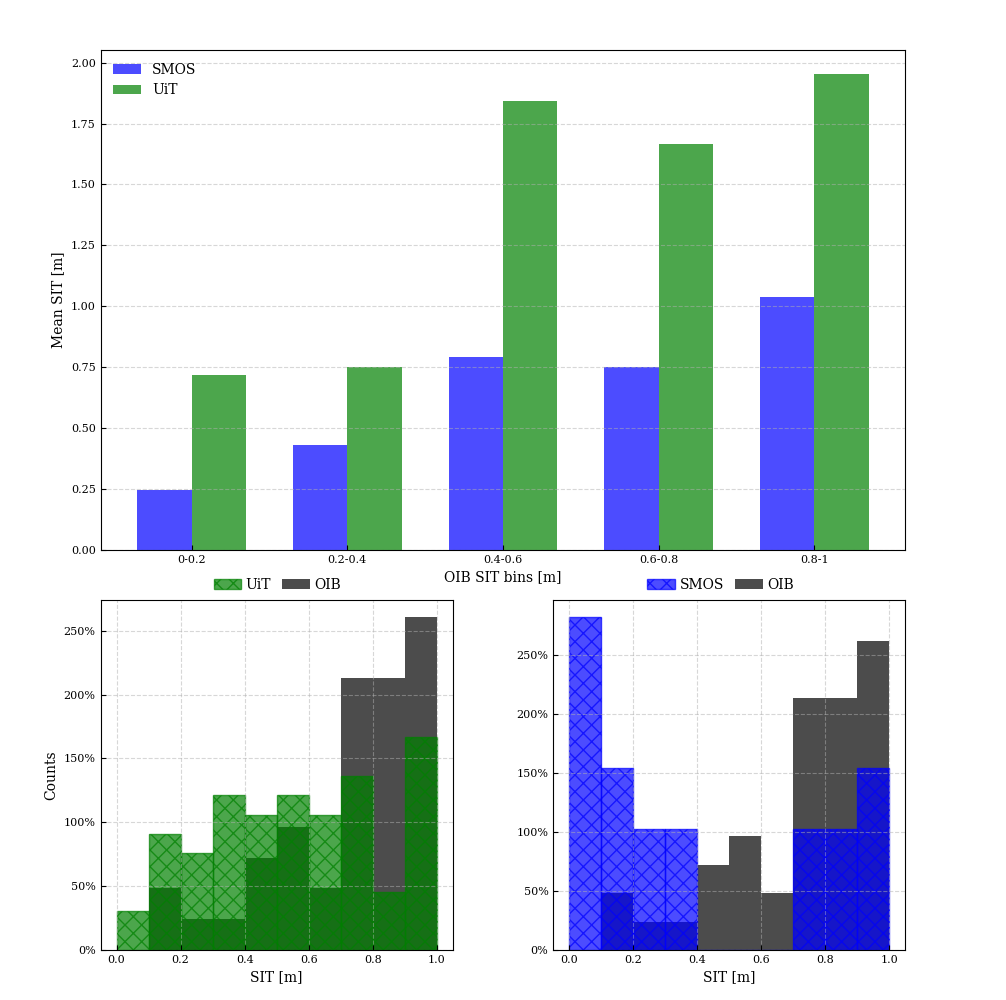 2.00
1.75
1.50
1.25
1.00
0.75
0.50
0.25
0.00
Mean SIT [m]
SMOS
UiT
0-0.2 0.2-0.4 0.4-0.6 0.6-0.8 0.8-1
OIB SIT bins [m]
UiT OIB
250%
200%
150%
100%
50%
0%
Counts
0.0 0.2 0.4 0.6 0.8 1.0
SIT [m]
SMOS OIB
250%
200%
150%
100%
50%
0%
0.0 0.2 0.4 0.6 0.8 1.0
SIT [m]